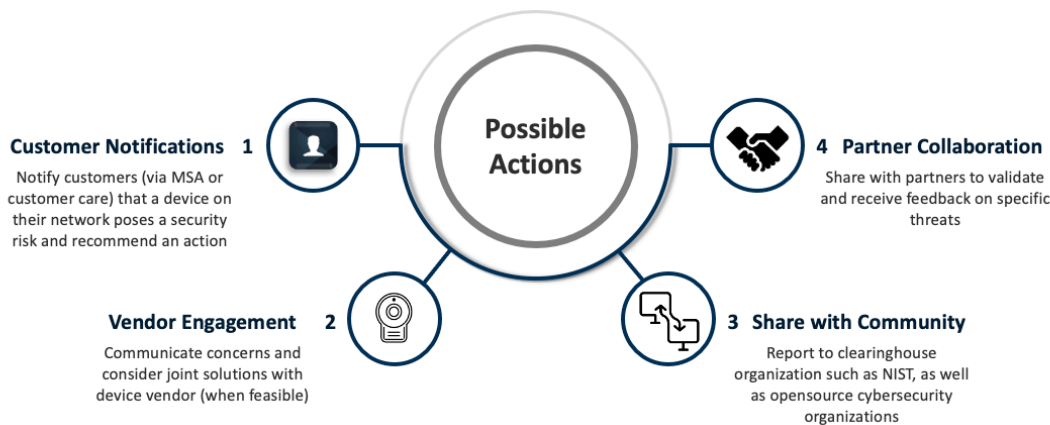 Possible
Actions
Customer Notifications 1
Notify customers (via MSA or
customer care) that a device on
their network poses a security
risk and recommend an action
Vendor Engagement 2
Communicate concerns and
consider joint solutions with
device vendor (when feasible)
3 Share with Community
Report to clearinghouse
organization such as NIST, as well
as opensource cybersecurity
organizations
4 Partner Collaboration
Share with partners to validate
and receive feedback on specific
threats